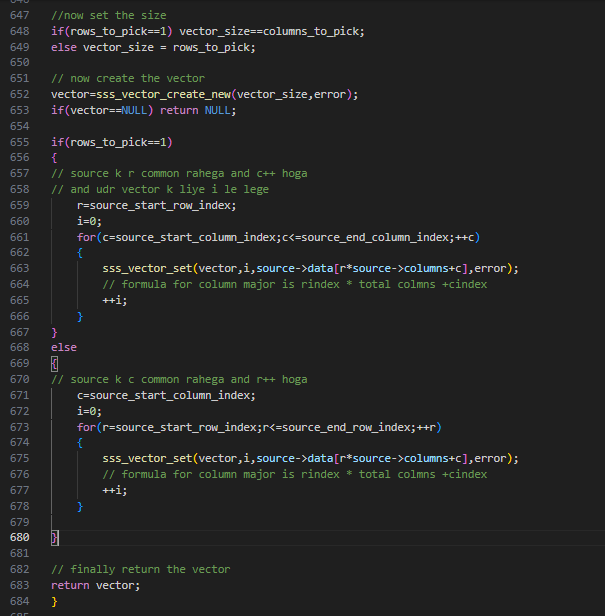 647 //now set the size
648 if(rows_to_pick==1) vector_size==columns_to_pick;
649 else vector_size = rows_to_pick;
650
651 // now create the vector
652 vector=sss_vector_create_new(vector_size,error);
653 if(vector==NULL) return NULL;
654
655 if(rows_to_pick==1)
656 {
657 // source k r common rahega and c++ hoga
658 // and udr vector k liye i le lege
659 r=source_start_row_index;
660 i=0;
661 for(c=source_start_column_index;c<=source_end_column_index;++c)
662 {
663 sss_vector_set(vector,i,source->data[r*source->columns+c],error);
664 // formula for column major is rindex * total colmns +cindex
665 ++i;
666 }
667 }
668 else
669 {
670 // source k c common rahega and r++ hoga
671 c=source_start_column_index;
672 i=0;
673 for(r=source_start_row_index;r<=source_end_row_index;++r)
674 {
675 sss_vector_set(vector,i,source->data[r*source->columns+c],error);
676 // formula for column major is rindex * total colmns +cindex
677 ++i;
678 }
679
680 }
681
682 // finally return the vector
683 return vector;
684 }